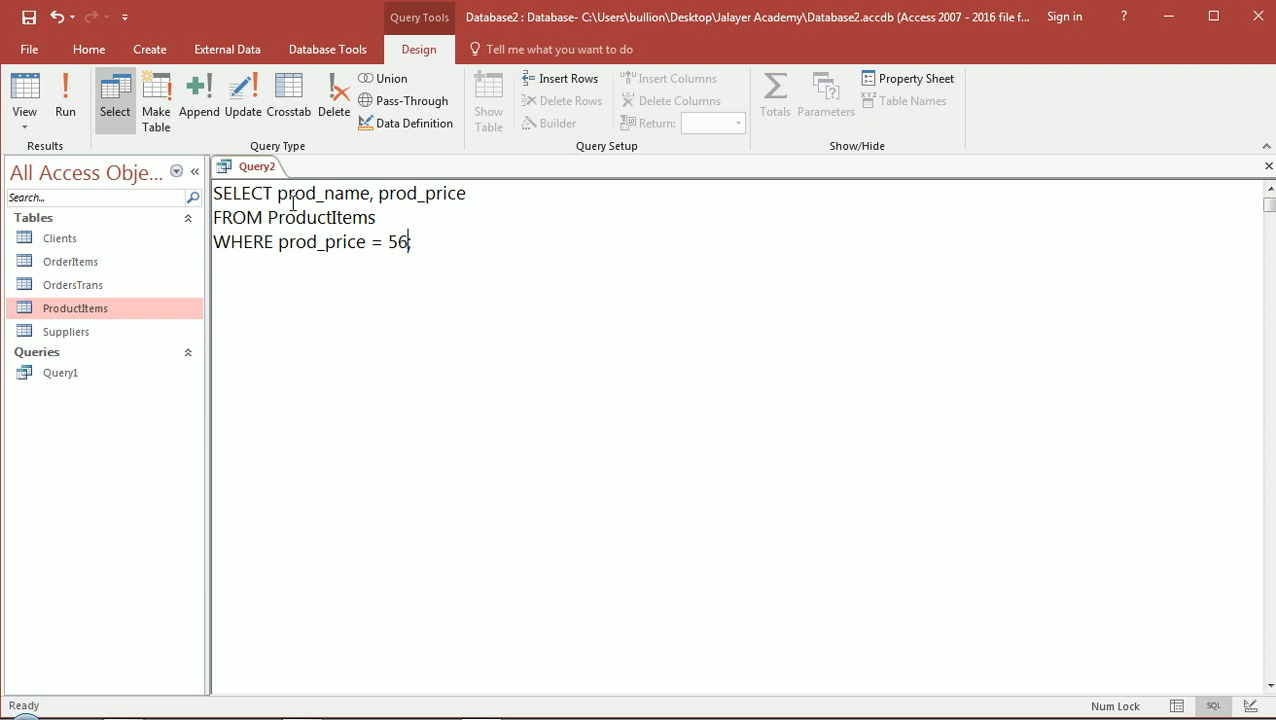 Query Tools
Database2 : Database- C:\Users\bullion\Desktop\Jalayer Academy\Database2.accdb (Access 2007 - 2016 file f...
Sign in
?
File
Home
Create
External Data
Database Tools
Design
Tell me what you want to do
View
Run
Select
Make Table
Append
Update
Crosstab
Delete
Union
Pass-Through
Data Definition
Show Table
Insert Rows
Delete Rows
Builder
Insert Columns
Delete Columns
Return:
Totals
Parameters
Property Sheet
Table Names
Results
Query Type
Query Setup
Show/Hide
All Access Obje...
Search...
Tables
Clients
OrderItems
OrdersTrans
ProductItems
Suppliers
Queries
Query1
Query2
SELECT prod_name, prod_price
FROM ProductItems
WHERE prod_price = 56;
Ready
Num Lock
SQL